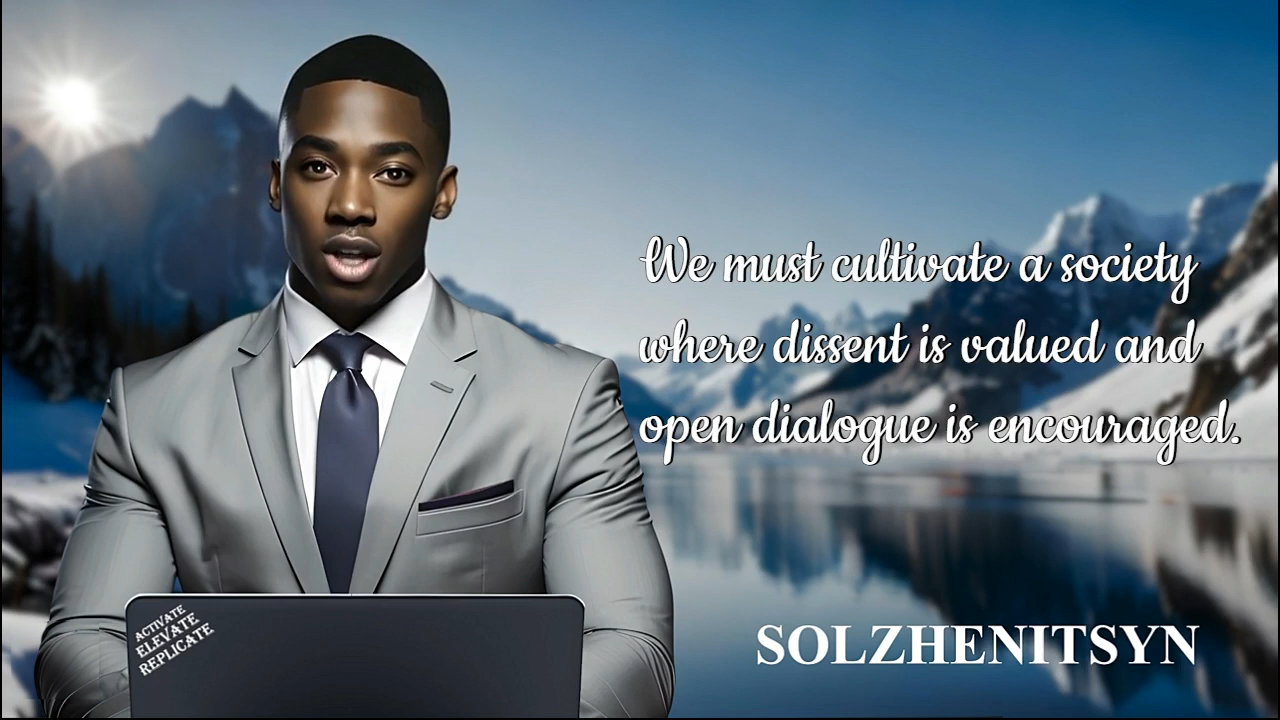 We must cultivate a society
where dissent is valued and
open dialogue is encouraged.
SOLZHENITSYN
ACTIVATE
ELEVATE
REPLICATE